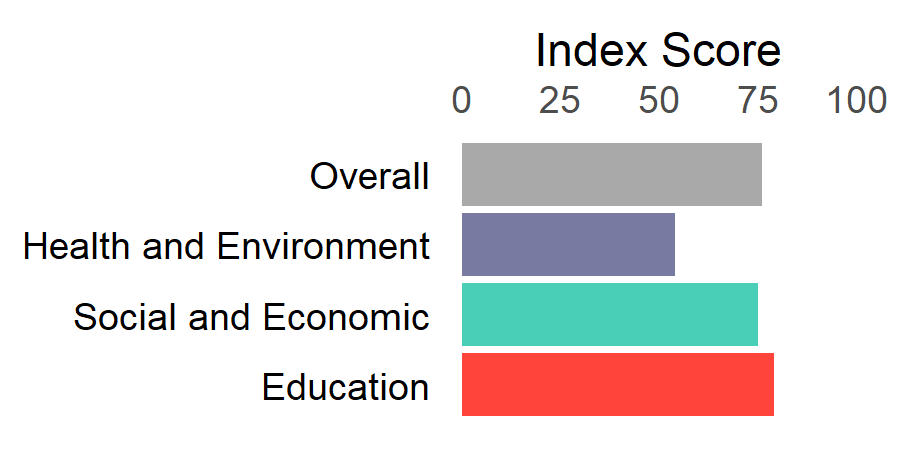 Index Score
0 25 50 75 100
Overall
Health and Environment
Social and Economic
Education